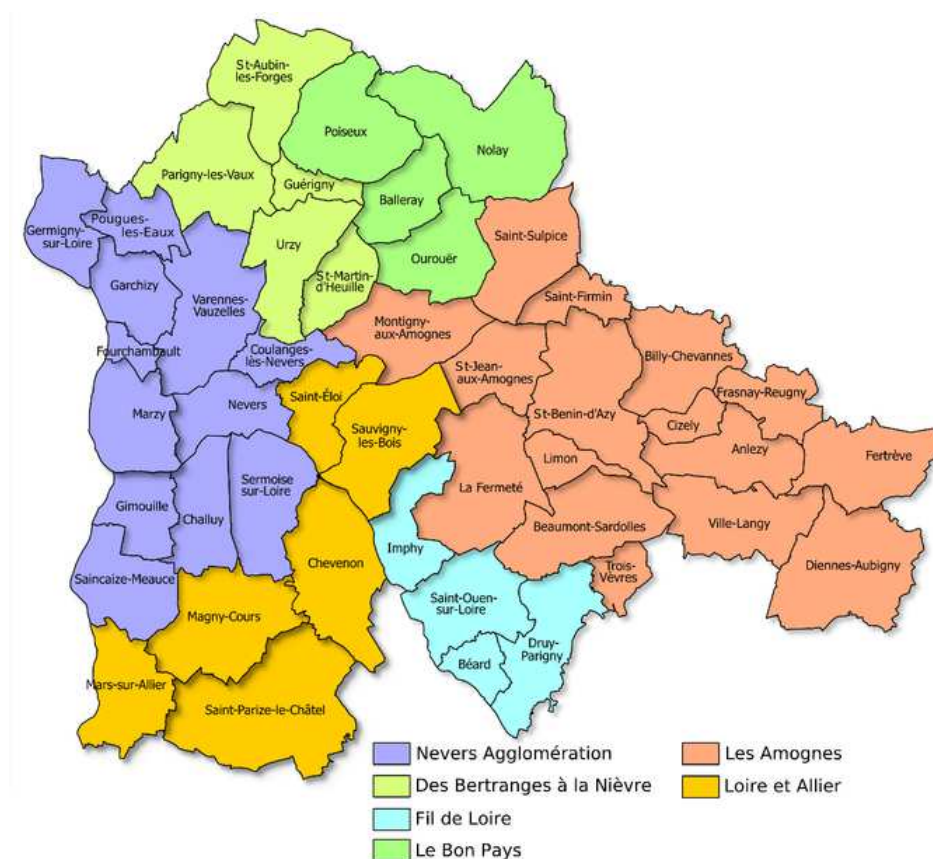 St-Aubin-
les-Forges
Poiseux
Nolay
Parigny-les-Vaux
Guérigny
Balleray
Pougues-
les-Eaux
Germigny-
sur-Loire
Urzy
Saint-Sulpice
Ourouër
St-Martin-
d'Heuille
Garchizy
Varennes-
Vauzelles
Saint-Firmin
Montigny-
aux-Amognes
Fourchambault
Coulanges-
lès-Nevers
Billy-Chevannes
St-Jean-
aux-Amognes
Frasnay-Reugny
Saint-Éloi
Nevers
Marzy
St-Benin-d'Azy
Cizely
Sauvigny-
les-Bois
Anlezy
Fertrève
Limon
Sermoise
sur-Loire
La Fermeté
Gimouille
Challuy
Beaumont-Sardolles
Ville-Langy
Imphy
Chevenon
Diennes-Aubigny
Trois-
Vèvres
Saincaize-Meauce
Saint-Ouen-
sur-Loire
Magny-Cours
Druy-
Parigny
Béard
Mars-sur-Allier
Saint-Parize-le-Châtel
Nevers Agglomération
Des Bertranges à la Nièvre
Fil de Loire
Le Bon Pays
Les Amognes
Loire et Allier